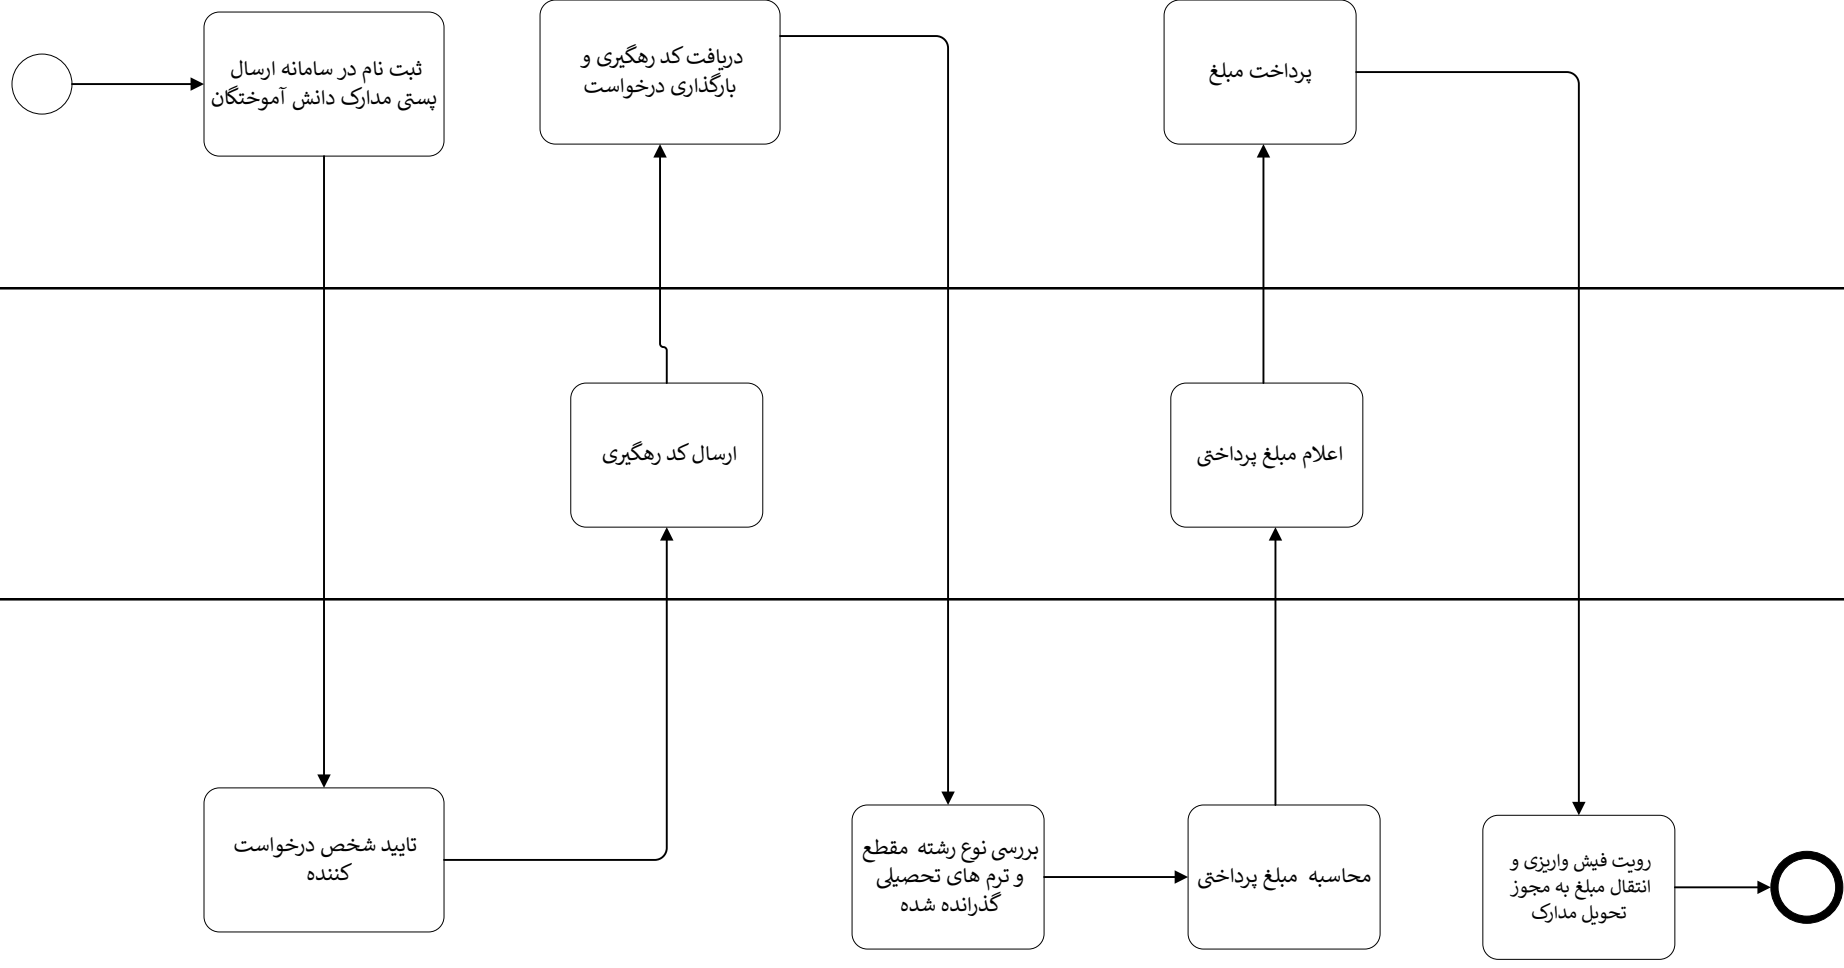 ثبت نام در سامانه ارسال
پستی مدارک دانش آموختگان
دریافت کد رهگیری و
بارگذاری درخواست
پرداخت مبلغ
ارسال کد رهگیری
اعلام مبلغ پرداختی
تایید شخص درخواست
کننده
بررسی نوع رشته مقطع
و ترم های تحصیلی
گذرانده شده
محاسبه مبلغ پرداختی
رویت فیش واریزی و
انتقال مبلغ به مجوز
تحویل مدارک